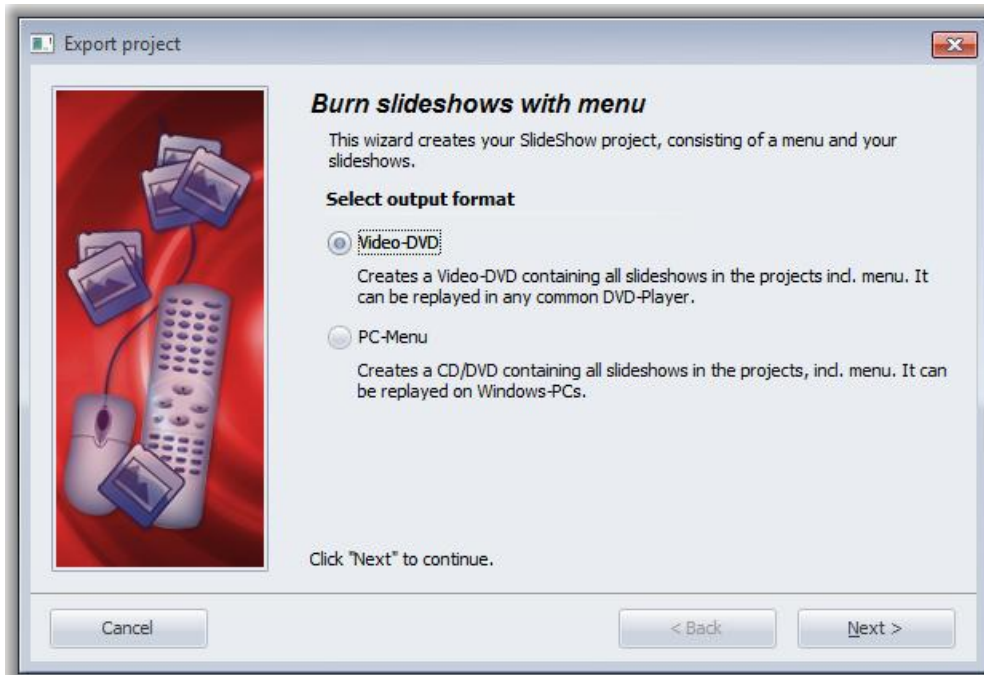 Export project
Burn slideshows with menu
This wizard creates your SlideShow project, consisting of a menu and your
slideshows.
Select output format
Video-DVD
Creates a Video-DVD containing all slideshows in the projects incl. menu. It
can be replayed in any common DVD-Player.
PC-Menu
Creates a CD/DVD containing all slideshows in the projects, incl. menu. It can
be replayed on Windows-PCs.
Click "Next" to continue.
Cancel
< Back
Next >